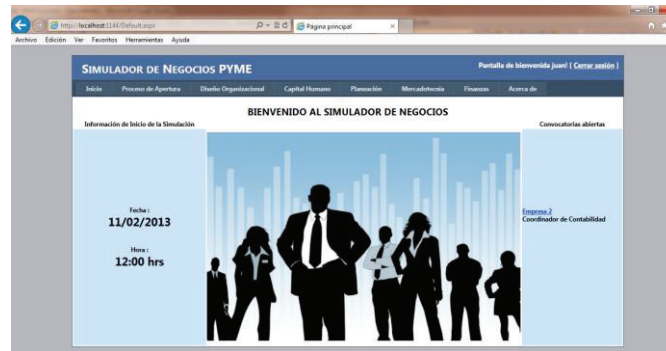 http://localhost:1144/Default.aspx
Página principal
Archivo Edición Ver Favoritos Herramientas Ayuda
SIMULADOR DE NEGOCIOS PYME
Pantalla de bienvenida juan! [ Cerrar sesión ]
Inicio Proceso de Apertura Diseño Organizacional Capital Humano Planeación Mercadotecnia Finanzas Acerca de
BIENVENIDO AL SIMULADOR DE NEGOCIOS
Información de Inicio de la Simulación
Convocatorias abiertas
Fecha :
11/02/2013
Hora :
12:00 hrs
Empresa 2
Coordinador de Contabilidad